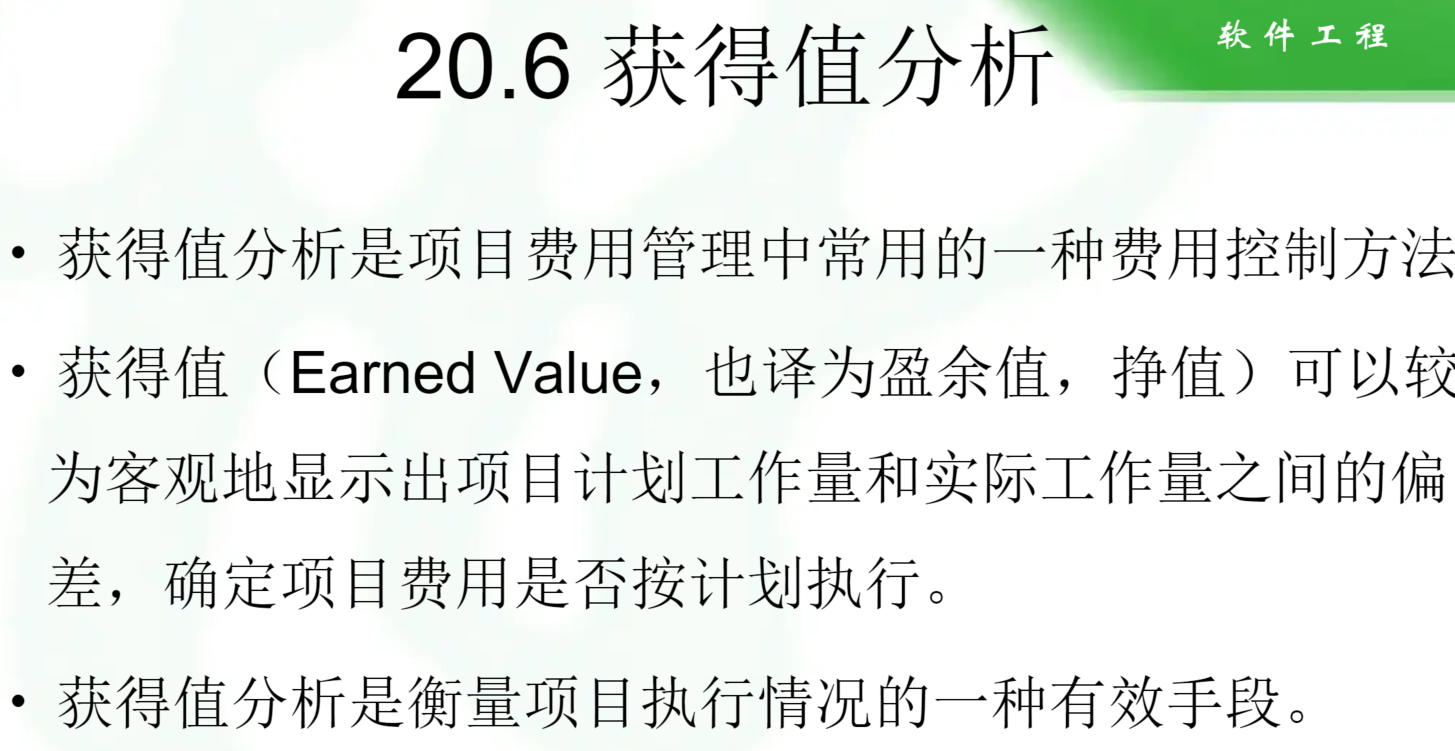 软件工程
20.6 获得值分析
• 获得值分析是项目费用管理中常用的一种费用控制方法
• 获得值（Earned Value，也译为盈余值，挣值）可以较
为客观地显示出项目计划工作量和实际工作量之间的偏
差，确定项目费用是否按计划执行。
• 获得值分析是衡量项目执行情况的一种有效手段。